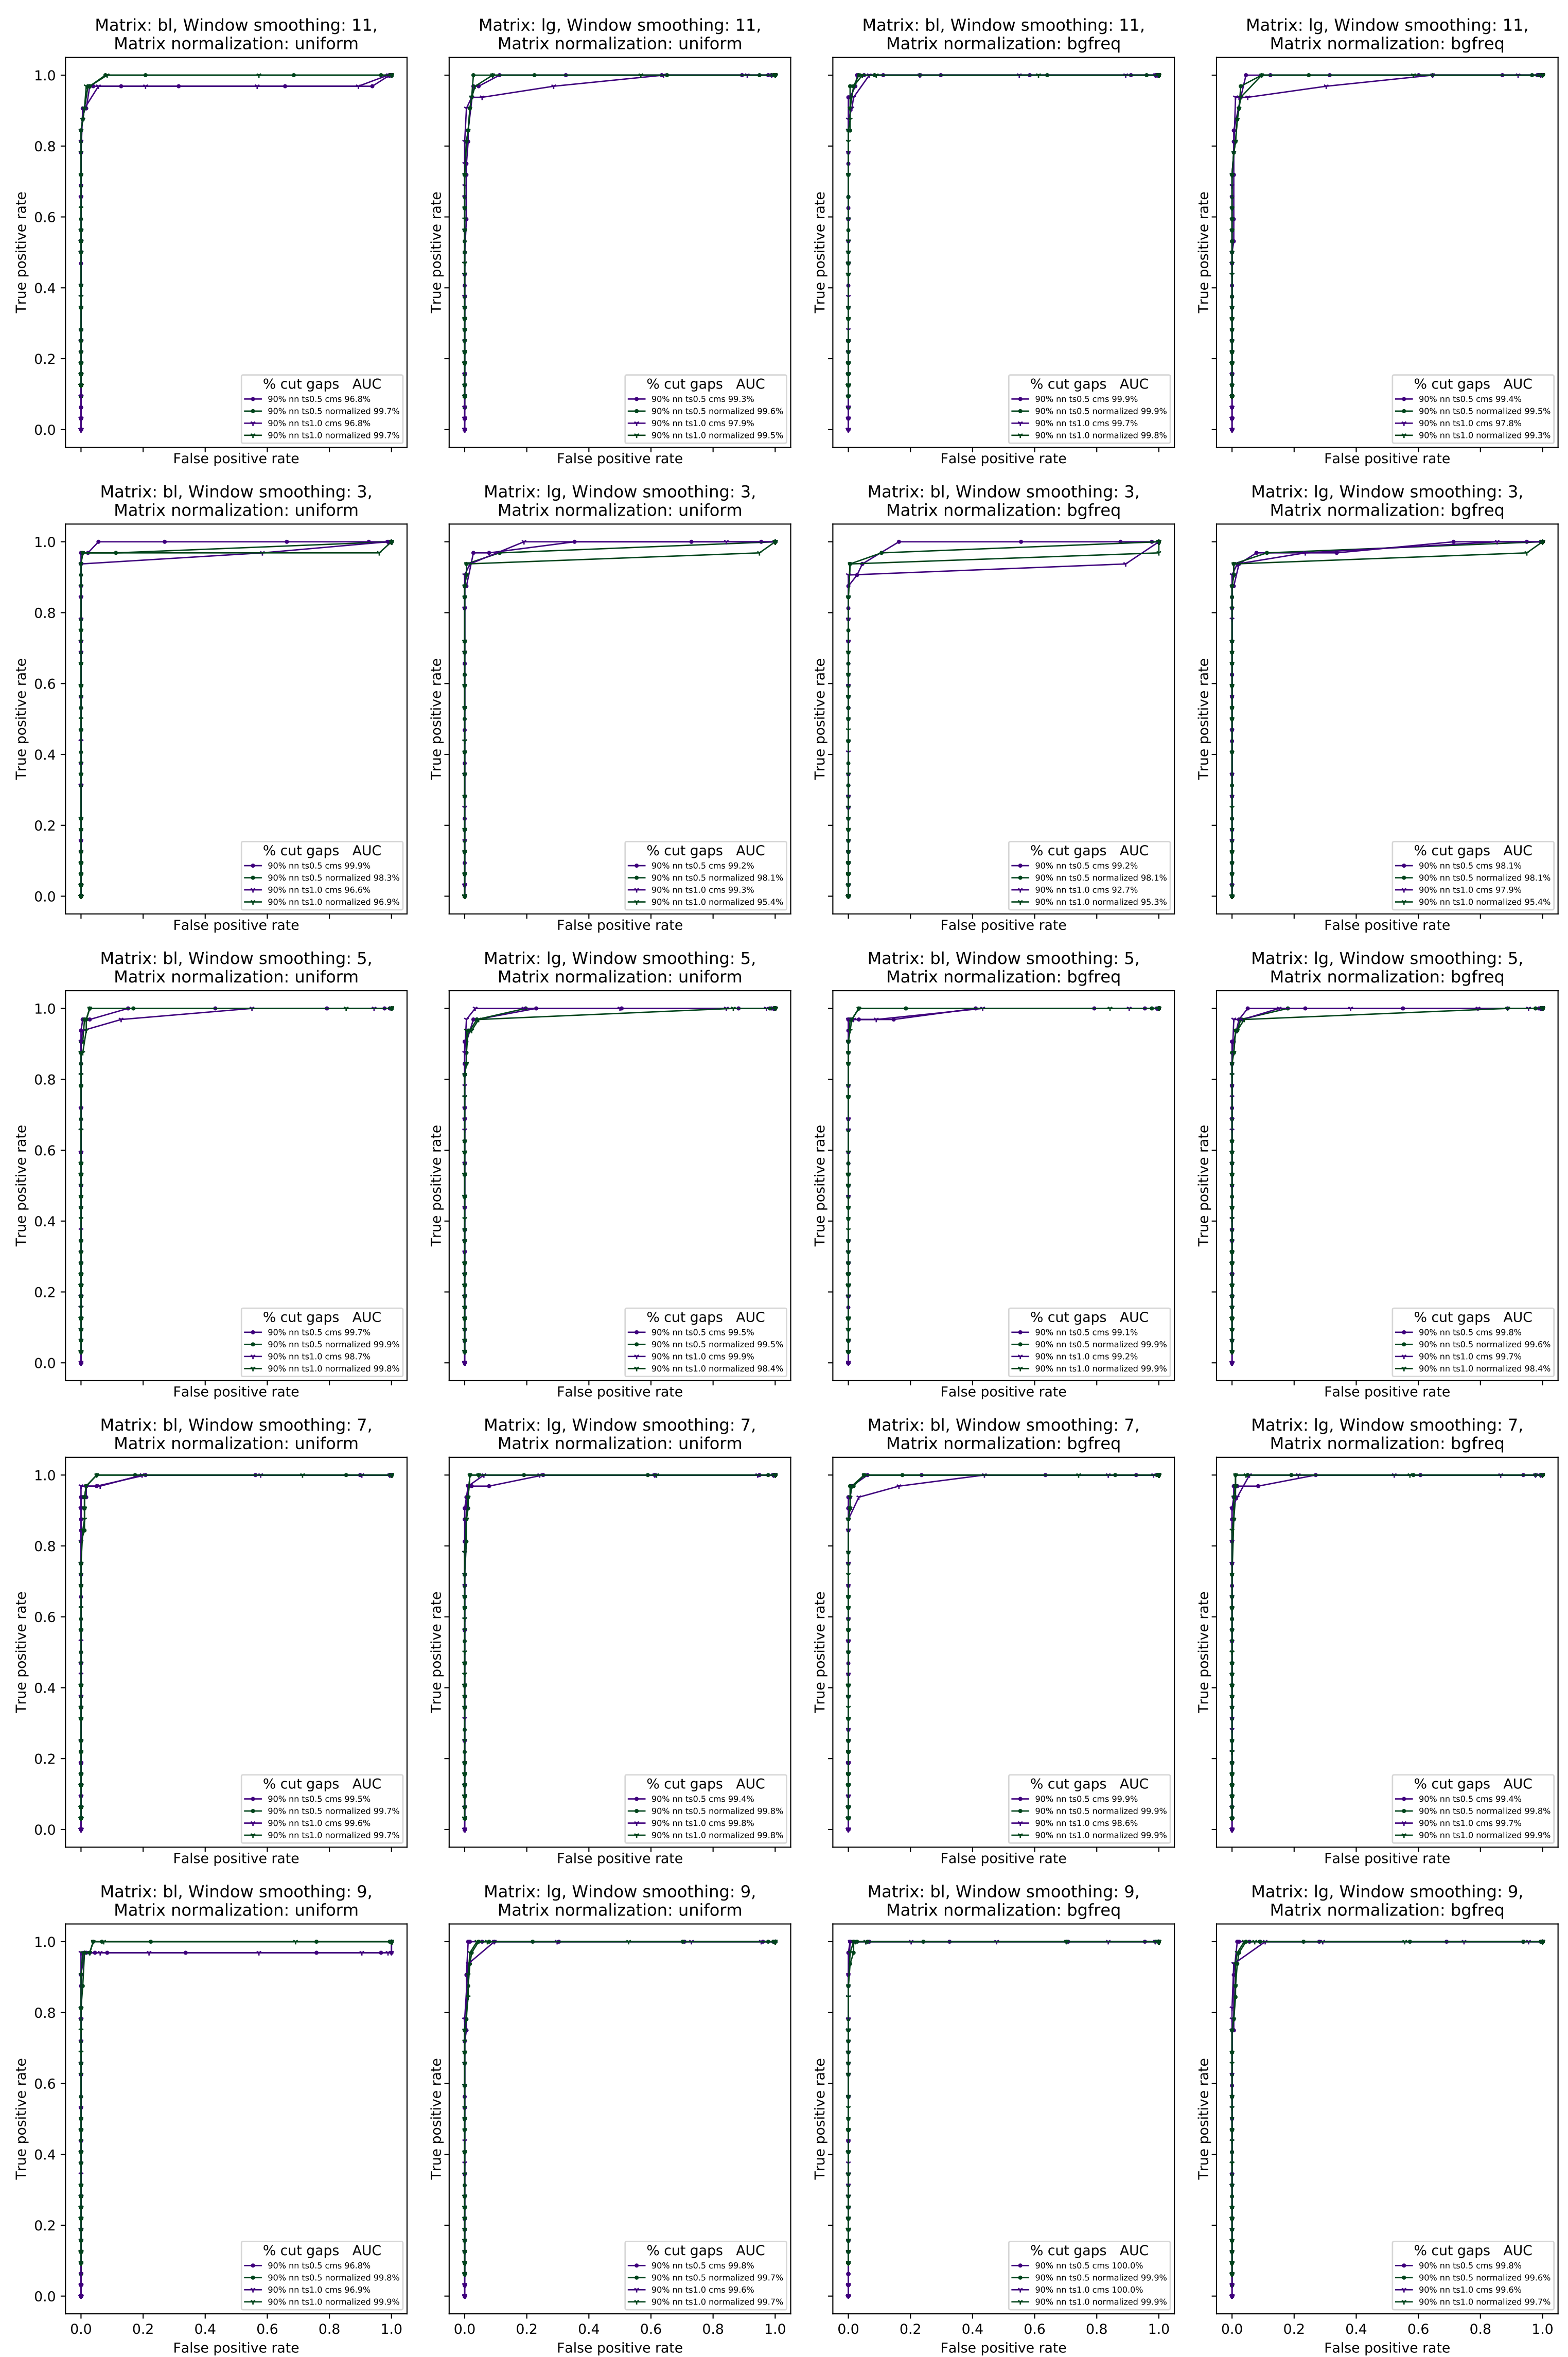 Matrix: bl, Window smoothing: 11,
Matrix normalization: uniform
True positive rate
1.0
0.8
0.6
0.4
0.2
0.0
% cut gaps AUC
90% nn ts0.5 cms 96.8%
90% nn ts0.5 normalized 99.7%
90% nn ts1.0 cms 96.8%
90% nn ts1.0 normalized 99.7%
False positive rate
Matrix: lg, Window smoothing: 11,
Matrix normalization: uniform
True positive rate
% cut gaps AUC
90% nn ts0.5 cms 99.3%
90% nn ts0.5 normalized 99.6%
90% nn ts1.0 cms 97.9%
90% nn ts1.0 normalized 99.5%
False positive rate
Matrix: bl, Window smoothing: 11,
Matrix normalization: bgfreq
True positive rate
% cut gaps AUC
90% nn ts0.5 cms 99.9%
90% nn ts0.5 normalized 99.9%
90% nn ts1.0 cms 99.7%
90% nn ts1.0 normalized 99.8%
False positive rate
Matrix: lg, Window smoothing: 11,
Matrix normalization: bgfreq
True positive rate
% cut gaps AUC
90% nn ts0.5 cms 99.4%
90% nn ts0.5 normalized 99.5%
90% nn ts1.0 cms 97.8%
90% nn ts1.0 normalized 99.3%
False positive rate
Matrix: bl, Window smoothing: 3,
Matrix normalization: uniform
True positive rate
1.0
0.8
0.6
0.4
0.2
0.0
% cut gaps AUC
90% nn ts0.5 cms 99.9%
90% nn ts0.5 normalized 98.3%
90% nn ts1.0 cms 96.6%
90% nn ts1.0 normalized 96.9%
False positive rate
Matrix: lg, Window smoothing: 3,
Matrix normalization: uniform
True positive rate
% cut gaps AUC
90% nn ts0.5 cms 99.2%
90% nn ts0.5 normalized 98.1%
90% nn ts1.0 cms 99.3%
90% nn ts1.0 normalized 95.4%
False positive rate
Matrix: bl, Window smoothing: 3,
Matrix normalization: bgfreq
True positive rate
% cut gaps AUC
90% nn ts0.5 cms 99.2%
90% nn ts0.5 normalized 98.1%
90% nn ts1.0 cms 92.7%
90% nn ts1.0 normalized 95.3%
False positive rate
Matrix: lg, Window smoothing: 3,
Matrix normalization: bgfreq
True positive rate
% cut gaps AUC
90% nn ts0.5 cms 98.1%
90% nn ts0.5 normalized 98.1%
90% nn ts1.0 cms 97.9%
90% nn ts1.0 normalized 95.4%
False positive rate
Matrix: bl, Window smoothing: 5,
Matrix normalization: uniform
True positive rate
1.0
0.8
0.6
0.4
0.2
0.0
% cut gaps AUC
90% nn ts0.5 cms 99.7%
90% nn ts0.5 normalized 99.9%
90% nn ts1.0 cms 98.7%
90% nn ts1.0 normalized 99.8%
False positive rate
Matrix: lg, Window smoothing: 5,
Matrix normalization: uniform
True positive rate
% cut gaps AUC
90% nn ts0.5 cms 99.5%
90% nn ts0.5 normalized 99.5%
90% nn ts1.0 cms 99.9%
90% nn ts1.0 normalized 98.4%
False positive rate
Matrix: bl, Window smoothing: 5,
Matrix normalization: bgfreq
True positive rate
% cut gaps AUC
90% nn ts0.5 cms 99.1%
90% nn ts0.5 normalized 99.9%
90% nn ts1.0 cms 99.2%
90% nn ts1.0 normalized 99.9%
False positive rate
Matrix: lg, Window smoothing: 5,
Matrix normalization: bgfreq
True positive rate
% cut gaps AUC
90% nn ts0.5 cms 99.8%
90% nn ts0.5 normalized 99.6%
90% nn ts1.0 cms 99.7%
90% nn ts1.0 normalized 98.4%
False positive rate
Matrix: bl, Window smoothing: 7,
Matrix normalization: uniform
True positive rate
1.0
0.8
0.6
0.4
0.2
0.0
% cut gaps AUC
90% nn ts0.5 cms 99.5%
90% nn ts0.5 normalized 99.7%
90% nn ts1.0 cms 99.6%
90% nn ts1.0 normalized 99.7%
False positive rate
Matrix: lg, Window smoothing: 7,
Matrix normalization: uniform
True positive rate
% cut gaps AUC
90% nn ts0.5 cms 99.4%
90% nn ts0.5 normalized 99.8%
90% nn ts1.0 cms 99.8%
90% nn ts1.0 normalized 99.8%
False positive rate
Matrix: bl, Window smoothing: 7,
Matrix normalization: bgfreq
True positive rate
% cut gaps AUC
90% nn ts0.5 cms 99.9%
90% nn ts0.5 normalized 99.9%
90% nn ts1.0 cms 98.6%
90% nn ts1.0 normalized 99.9%
False positive rate
Matrix: lg, Window smoothing: 7,
Matrix normalization: bgfreq
True positive rate
% cut gaps AUC
90% nn ts0.5 cms 99.4%
90% nn ts0.5 normalized 99.8%
90% nn ts1.0 cms 99.7%
90% nn ts1.0 normalized 99.9%
False positive rate
Matrix: bl, Window smoothing: 9,
Matrix normalization: uniform
True positive rate
1.0
0.8
0.6
0.4
0.2
0.0
% cut gaps AUC
90% nn ts0.5 cms 96.8%
90% nn ts0.5 normalized 99.8%
90% nn ts1.0 cms 96.9%
90% nn ts1.0 normalized 99.9%
0.0 0.2 0.4 0.6 0.8 1.0
False positive rate
Matrix: lg, Window smoothing: 9,
Matrix normalization: uniform
True positive rate
% cut gaps AUC
90% nn ts0.5 cms 99.8%
90% nn ts0.5 normalized 99.7%
90% nn ts1.0 cms 99.6%
90% nn ts1.0 normalized 99.7%
0.0 0.2 0.4 0.6 0.8 1.0
False positive rate
Matrix: bl, Window smoothing: 9,
Matrix normalization: bgfreq
True positive rate
% cut gaps AUC
90% nn ts0.5 cms 100.0%
90% nn ts0.5 normalized 99.9%
90% nn ts1.0 cms 100.0%
90% nn ts1.0 normalized 99.9%
0.0 0.2 0.4 0.6 0.8 1.0
False positive rate
Matrix: lg, Window smoothing: 9,
Matrix normalization: bgfreq
True positive rate
% cut gaps AUC
90% nn ts0.5 cms 99.8%
90% nn ts0.5 normalized 99.6%
90% nn ts1.0 cms 99.6%
90% nn ts1.0 normalized 99.7%
0.0 0.2 0.4 0.6 0.8 1.0
False positive rate